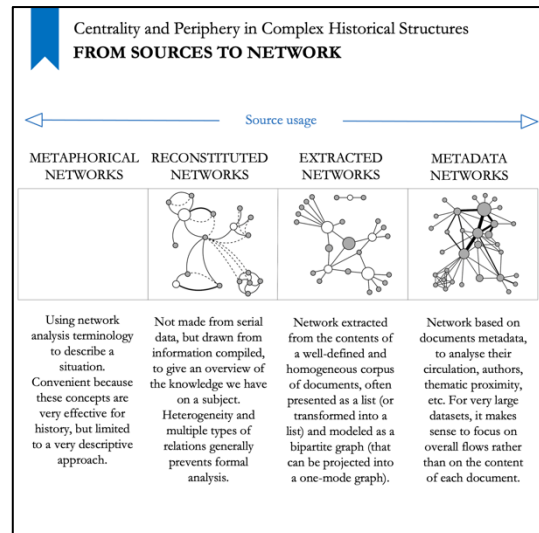 Centrality and Periphery in Complex Historical Structures
FROM SOURCES TO NETWORK
Source usage
METAPHORICAL
NETWORKS
RECONSTITUTED
NETWORKS
EXTRACTED
NETWORKS
METADATA
NETWORKS
Using network
analysis terminology
to describe a
situation.
Convenient because
these concepts are
very effective for
history, but limited
to a very descriptive
approach.
Not made from serial
data, but drawn from
information compiled,
to give an overview of
the knowledge we have
on a subject.
Heterogeneity and
multiple types of
relations generally
prevents formal
analysis.
Network extracted
from the contents of
a well-defined and
homogeneous corpus
of documents, often
presented as a list (or
transformed into a
list) and modeled as a
bipartite graph (that
can be projected into
a one-mode graph).
Network based on
documents metadata,
to analyse their
circulation, authors,
thematic proximity,
etc. For very large
datasets, it makes
sense to focus on
overall flows rather
than on the content
of each document.